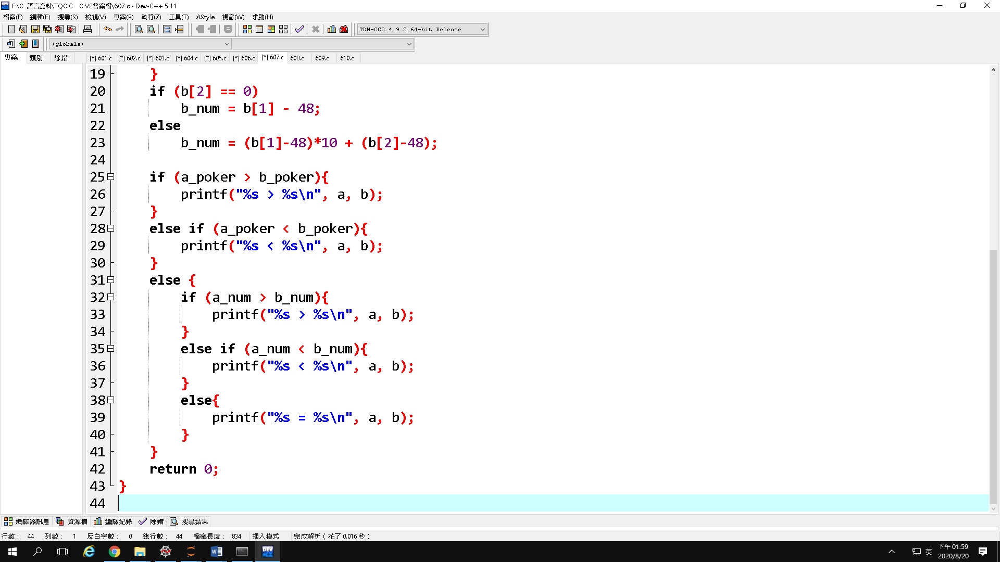 F:\C 語言資料\TQC C  C V2答案檔\607.c - Dev-C++ 5.11
檔案(F) 編輯(E) 搜尋(S) 檢視(V) 專案(P) 執行(Z) 工具(T) AStyle 視窗(W) 求助(H)
TDM-GCC 4.9.2 64-bit Release
(globals)
專案 類別 除錯 [*] 601.c [*] 602.c [*] 603.c [*] 604.c [*] 605.c [*] 606.c [*] 607.c 608.c 609.c 610.c
19 }
20 if (b[2] == 0)
21 b_num = b[1] - 48;
22 else
23 b_num = (b[1]-48)*10 + (b[2]-48);
24
25 if (a_poker > b_poker){
26 printf("%s > %s\n", a, b);
27 }
28 else if (a_poker < b_poker){
29 printf("%s < %s\n", a, b);
30 }
31 else {
32 if (a_num > b_num){
33 printf("%s > %s\n", a, b);
34 }
35 else if (a_num < b_num){
36 printf("%s < %s\n", a, b);
37 }
38 else{
39 printf("%s = %s\n", a, b);
40 }
41 }
42 return 0;
43 }
44
編譯器訊息 資源檔 編譯紀錄 除錯 搜尋結果
行數: 44 列數: 1 反白字數: 0 總行數: 44 檔案長度: 834 插入模式 完成解析 ( 花了 0.016 秒 )
DEV 英 下午 01:59
2020/8/20